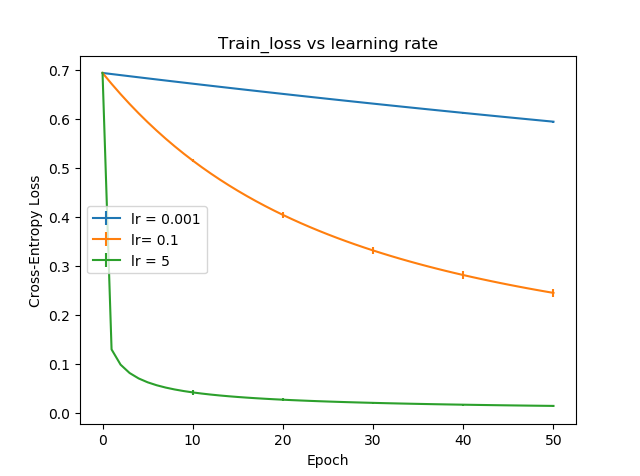 Train_loss vs learning rate
0.7
0.6
0.5
0.4
0.3
0.2
0.1
0.0
Cross-Entropy Loss
lr = 0.001
lr= 0.1
lr = 5
0 10 20 30 40 50
Epoch